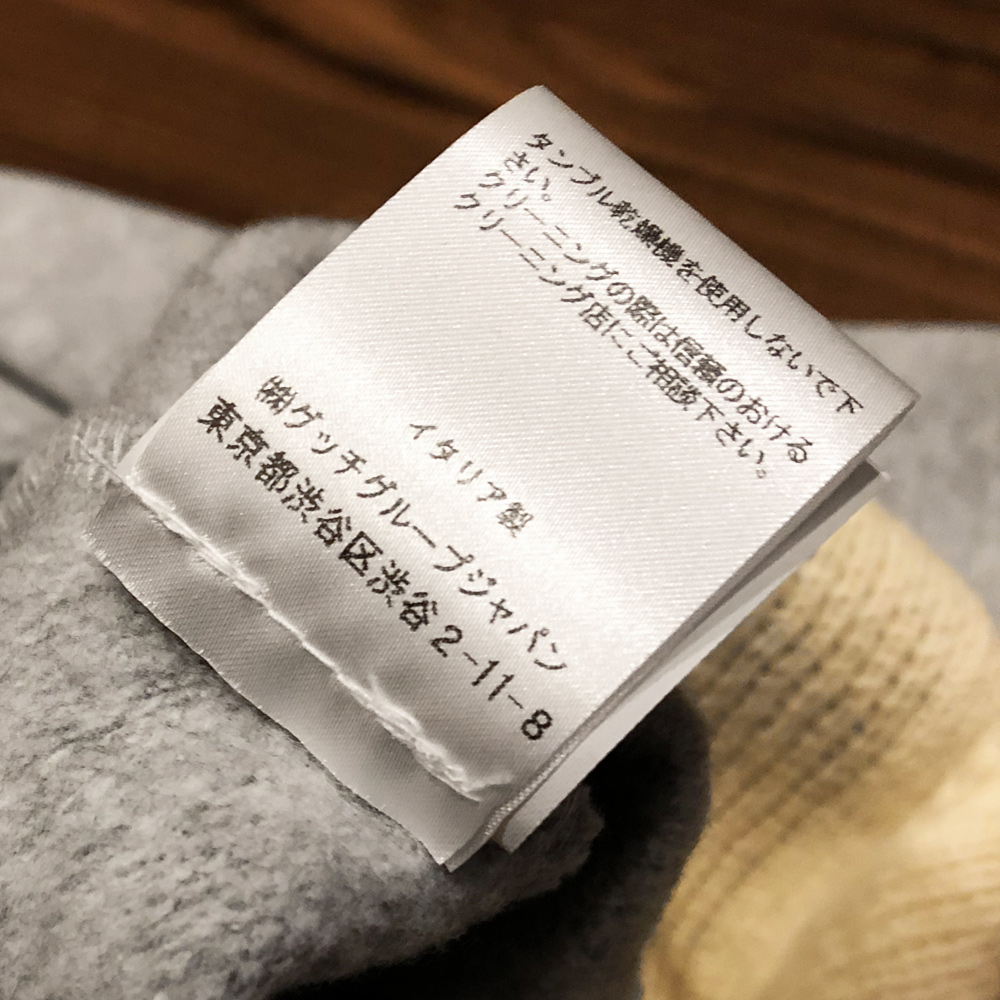 タンブル乾燥機を使用しないで下
さい。
クリーニングの際は信頼のおける
クリーニング店にご相談下さい。
イタリア製
㈱グッチグループジャパン
東京都渋谷区渋谷2-11-8